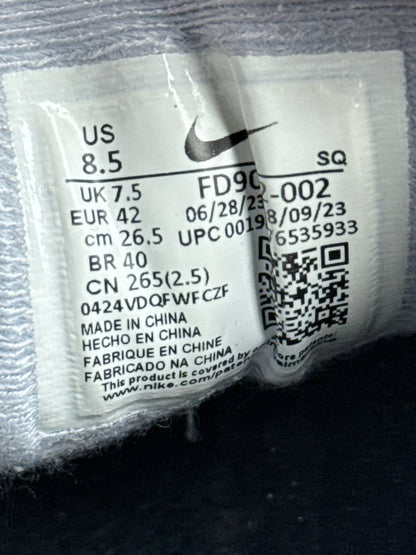 US
8.5
SQ
UK 7.5
FD9
-002
EUR 42
06/28/23
8/09/23
cm 26.5
UPC 0019
6535933
BR 40
CN 265(2.5)
0424VDQFWFCZF
MADE IN CHINA
HECHO EN CHINA
FABRIQUE EN CHINE
FABRICADO NA CHINA
This product is covered by
www.nike.com/pate